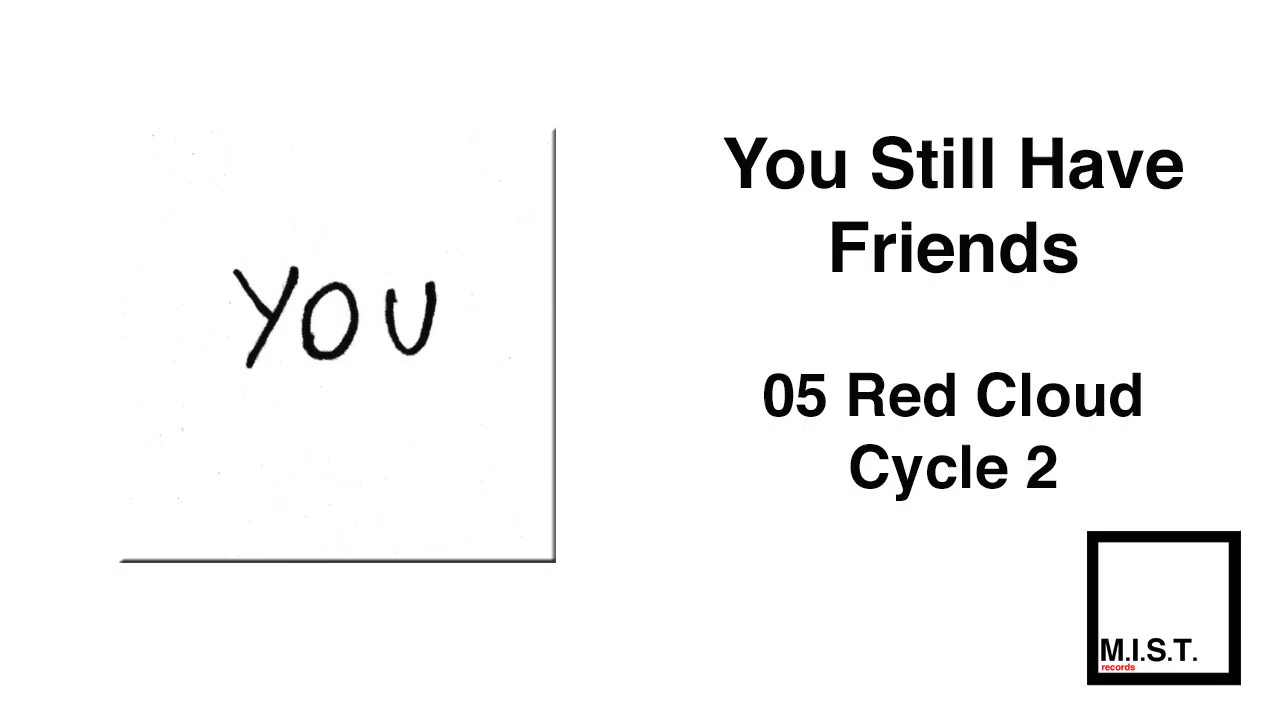 YOU
You Still Have
Friends
05 Red Cloud
Cycle 2
M.I.S.T.
records